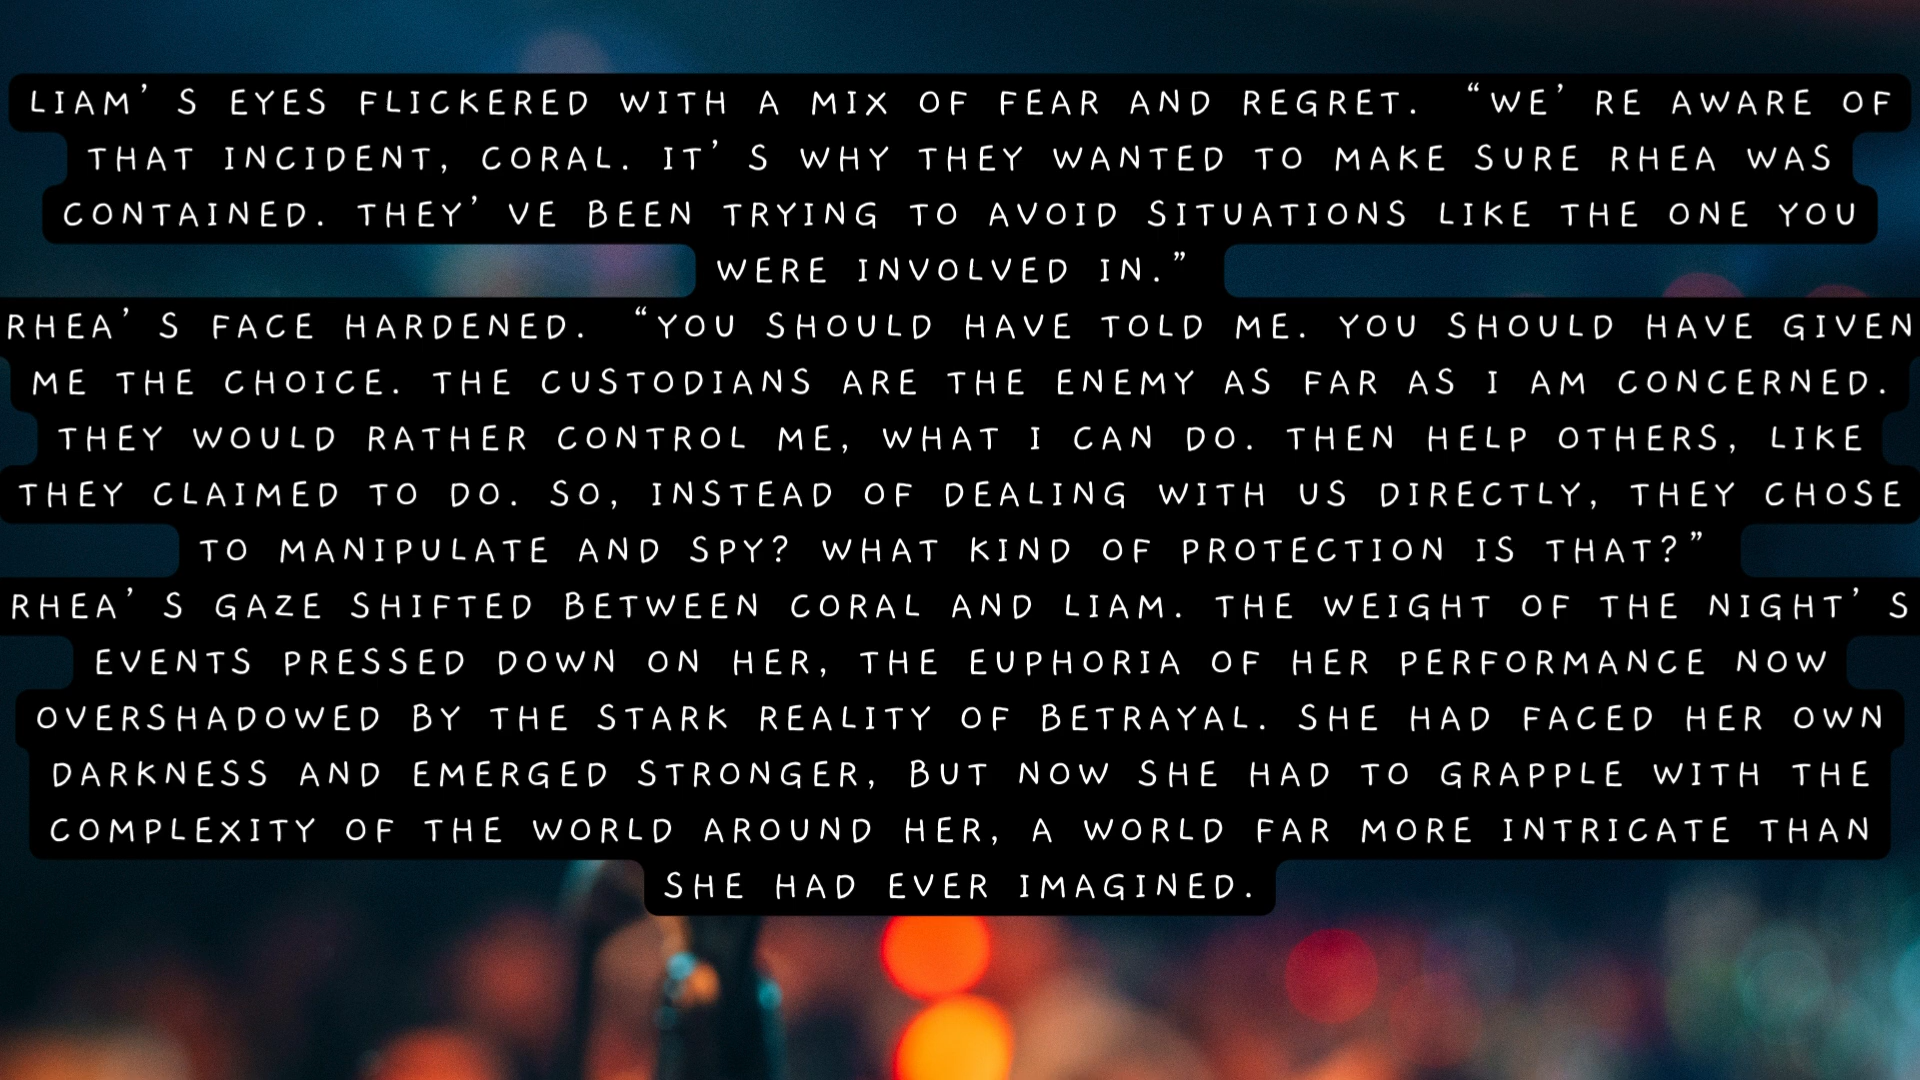 LIAM'S EYES FLICKERED WITH A MIX OF FEAR AND REGRET. “WE'RE AWARE OF
THAT INCIDENT, CORAL. IT'S WHY THEY WANTED TO MAKE SURE RHEA WAS
CONTAINED. THEY'VE BEEN TRYING TO AVOID SITUATIONS LIKE THE ONE YOU
WERE INVOLVED IN.”
RHEA'S FACE HARDENED. “YOU SHOULD HAVE TOLD ME. YOU SHOULD HAVE GIVEN
ME THE CHOICE. THE CUSTODIANS ARE THE ENEMY AS FAR AS I AM CONCERNED.
THEY WOULD RATHER CONTROL ME, WHAT I CAN DO. THEN HELP OTHERS, LIKE
THEY CLAIMED TO DO. SO, INSTEAD OF DEALING WITH US DIRECTLY, THEY CHOSE
TO MANIPULATE AND SPY? WHAT KIND OF PROTECTION IS THAT?”
RHEA'S GAZE SHIFTED BETWEEN CORAL AND LIAM. THE WEIGHT OF THE NIGHT'S
EVENTS PRESSED DOWN ON HER, THE EUPHORIA OF HER PERFORMANCE NOW
OVERSHADOWED BY THE STARK REALITY OF BETRAYAL. SHE HAD FACED HER OWN
DARKNESS AND EMERGED STRONGER, BUT NOW SHE HAD TO GRAPPLE WITH THE
COMPLEXITY OF THE WORLD AROUND HER, A WORLD FAR MORE INTRICATE THAN
SHE HAD EVER IMAGINED.